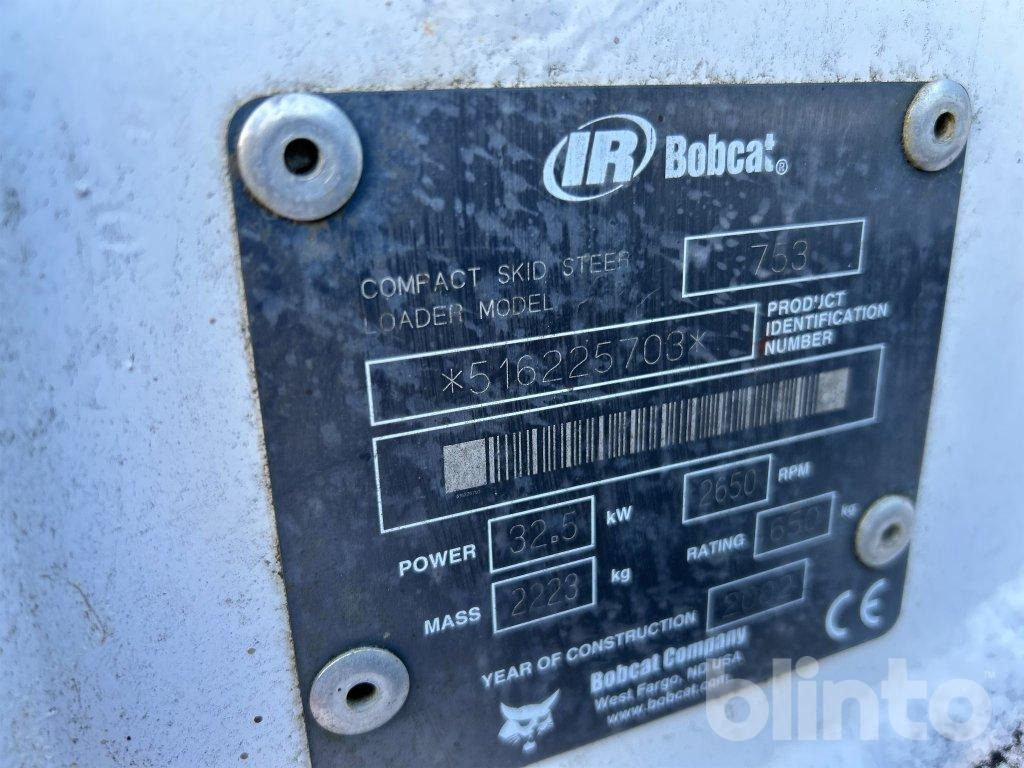 IR Bobcat®
COMPACT SKID STEER
LOADER MODEL
753
*516225703*
PRODUCT
IDENTIFICATION
NUMBER
POWER 32.5 kW 2650 RPM
MASS 2223 kg RATING 650 kg
YEAR OF CONSTRUCTION 2002
CE
Bobcat Company
West Fargo, ND USA
www.bobcat.com
blinto™